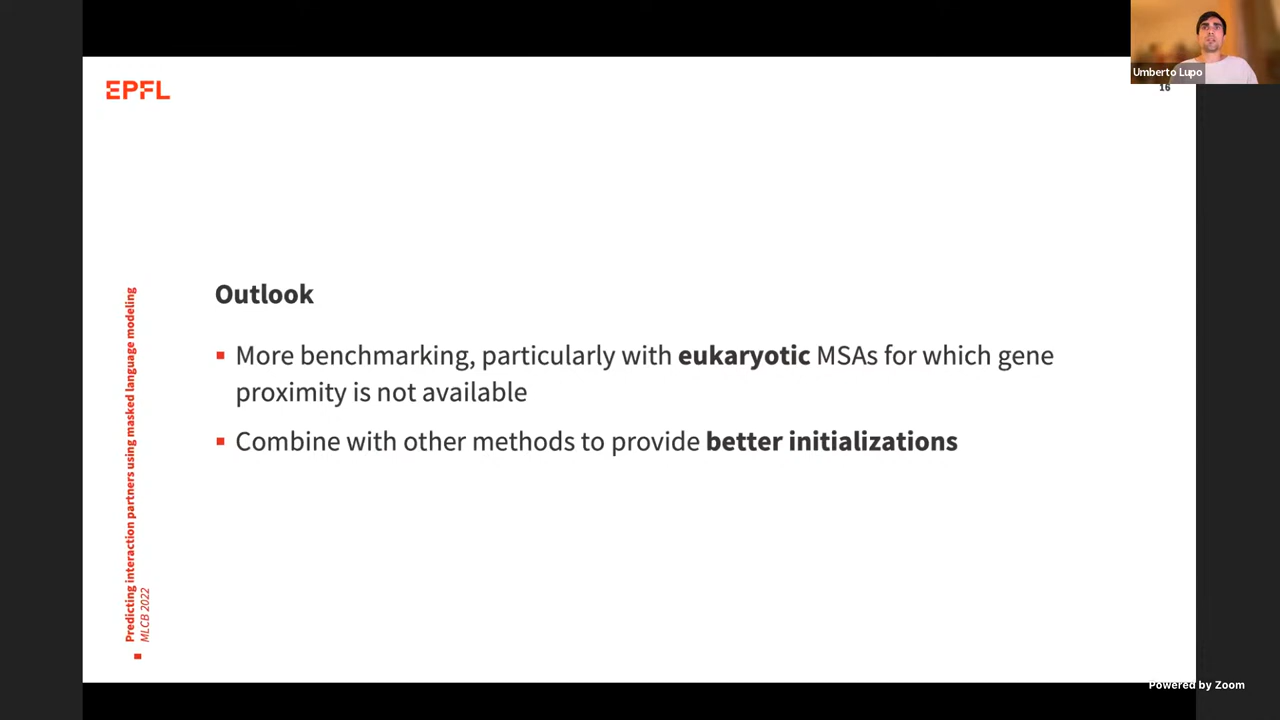 EPFL
Umberto Lupo
16
Outlook
More benchmarking, particularly with eukaryotic MSAs for which gene
proximity is not available
Combine with other methods to provide better initializations
Predicting interaction partners using masked language modeling
MLCB 2022
Powered by Zoom